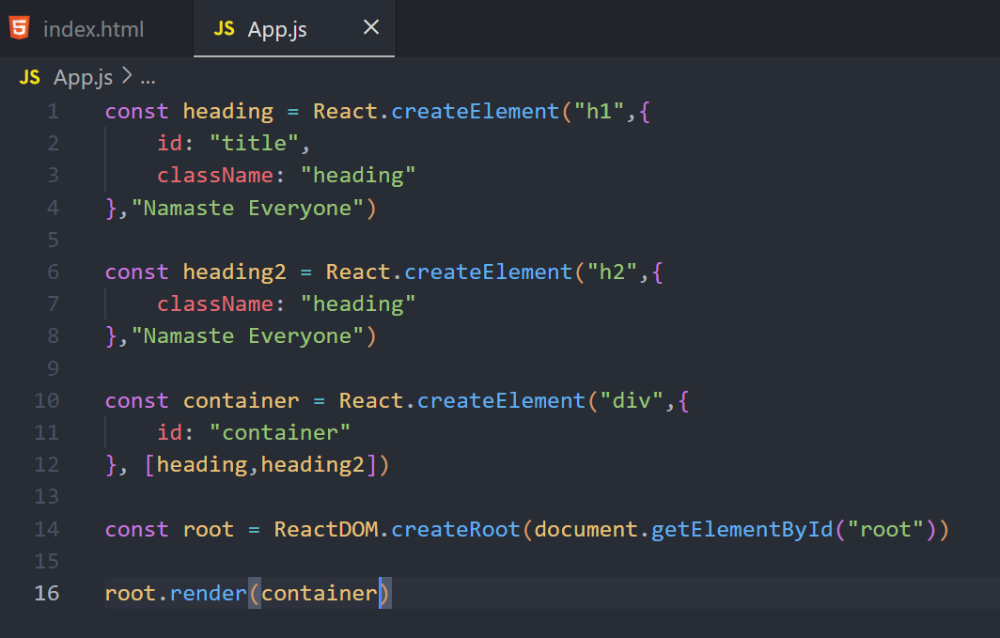 index.html
JS App.js
JS App.js > ...
1 const heading = React.createElement("h1",{
2     id: "title",
3     className: "heading"
4 },"Namaste Everyone")
5
6 const heading2 = React.createElement("h2",{
7     className: "heading"
8 },"Namaste Everyone")
9
10 const container = React.createElement("div",{
11     id: "container"
12 }, [heading,heading2])
13
14 const root = ReactDOM.createRoot(document.getElementById("root"))
15
16 root.render(container)